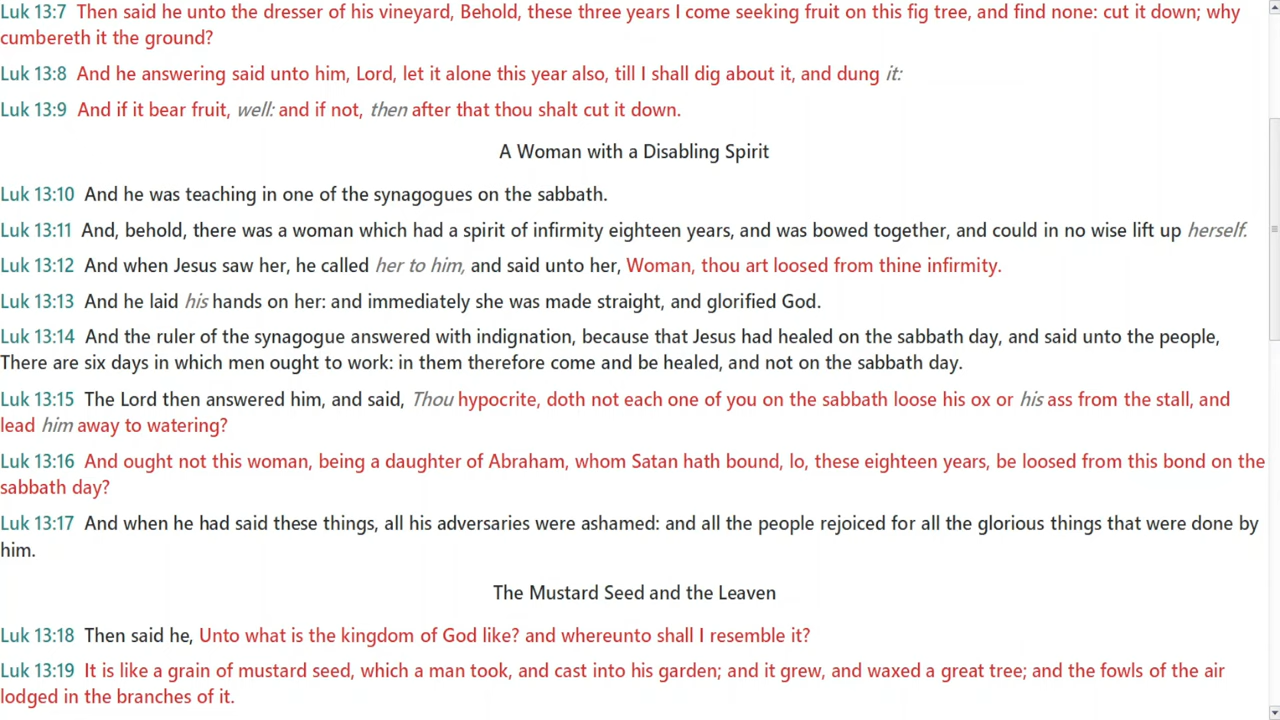 Luk 13:7 Then said he unto the dresser of his vineyard, Behold, these three years I come seeking fruit on this fig tree, and find none: cut it down; why
cumbereth it the ground?
Luk 13:8 And he answering said unto him, Lord, let it alone this year also, till I shall dig about it, and dung it:
Luk 13:9 And if it bear fruit, well: and if not, then after that thou shalt cut it down.
A Woman with a Disabling Spirit
Luk 13:10 And he was teaching in one of the synagogues on the sabbath.
Luk 13:11 And, behold, there was a woman which had a spirit of infirmity eighteen years, and was bowed together, and could in no wise lift up herself.
Luk 13:12 And when Jesus saw her, he called her to him, and said unto her, Woman, thou art loosed from thine infirmity.
Luk 13:13 And he laid his hands on her: and immediately she was made straight, and glorified God.
Luk 13:14 And the ruler of the synagogue answered with indignation, because that Jesus had healed on the sabbath day, and said unto the people,
There are six days in which men ought to work: in them therefore come and be healed, and not on the sabbath day.
Luk 13:15 The Lord then answered him, and said, Thou hypocrite, doth not each one of you on the sabbath loose his ox or his ass from the stall, and
lead him away to watering?
Luk 13:16 And ought not this woman, being a daughter of Abraham, whom Satan hath bound, lo, these eighteen years, be loosed from this bond on the
sabbath day?
Luk 13:17 And when he had said these things, all his adversaries were ashamed: and all the people rejoiced for all the glorious things that were done by
him.
The Mustard Seed and the Leaven
Luk 13:18 Then said he, Unto what is the kingdom of God like? and whereunto shall I resemble it?
Luk 13:19 It is like a grain of mustard seed, which a man took, and cast into his garden; and it grew, and waxed a great tree; and the fowls of the air
lodged in the branches of it.